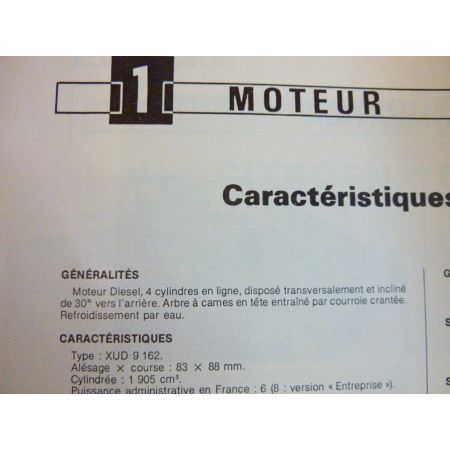 1 MOTEUR
Caractéristiques
GÉNÉRALITÉS
Moteur Diesel, 4 cylindres en ligne, disposé transversalement et incliné
de 30° vers l'arrière. Arbre à cames en tête entraîné par courroie crantée.
Refroidissement par eau.
CARACTÉRISTIQUES
Type : XUD 9 162.
Alésage × course : 83 × 88 mm.
Cylindrée : 1 905 cm³.
Puissance administrative en France : 6 (8 : version « Entreprise »).